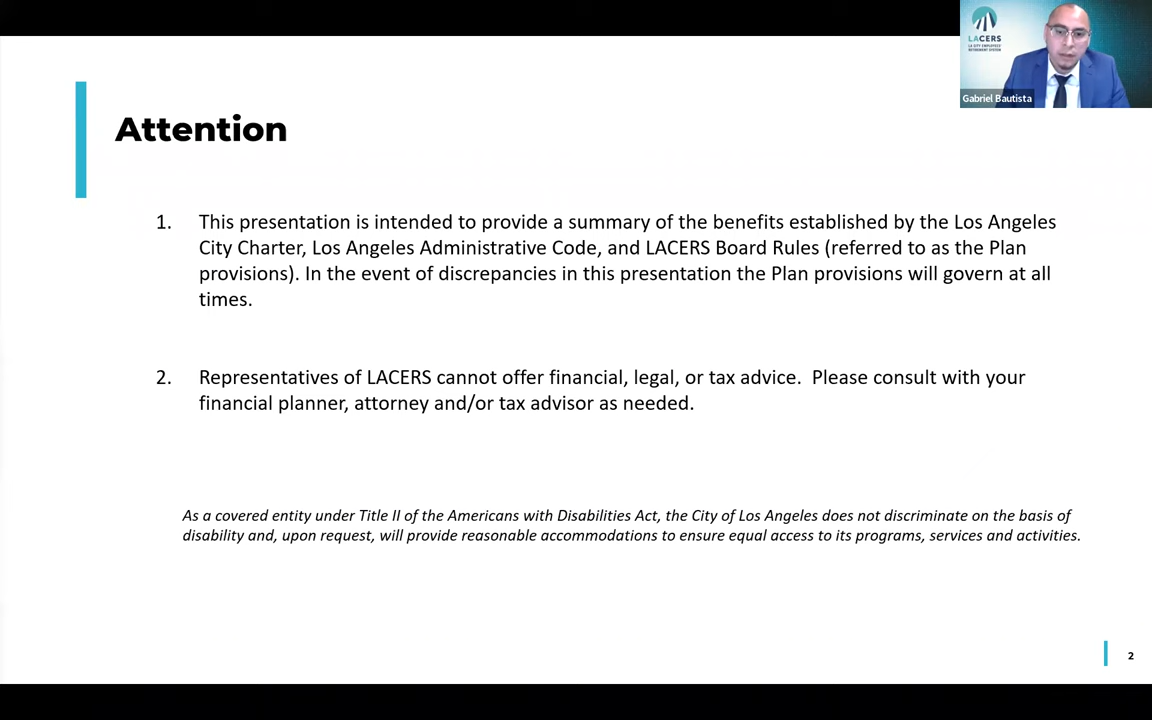 LACERS
LA CITY EMPLOYEES'
RETIREMENT SYSTEM
Gabriel Bautista
Attention
1. This presentation is intended to provide a summary of the benefits established by the Los Angeles
City Charter, Los Angeles Administrative Code, and LACERS Board Rules (referred to as the Plan
provisions). In the event of discrepancies in this presentation the Plan provisions will govern at all
times.
2. Representatives of LACERS cannot offer financial, legal, or tax advice.  Please consult with your
financial planner, attorney and/or tax advisor as needed.
As a covered entity under Title II of the Americans with Disabilities Act, the City of Los Angeles does not discriminate on the basis of
disability and, upon request, will provide reasonable accommodations to ensure equal access to its programs, services and activities.
2